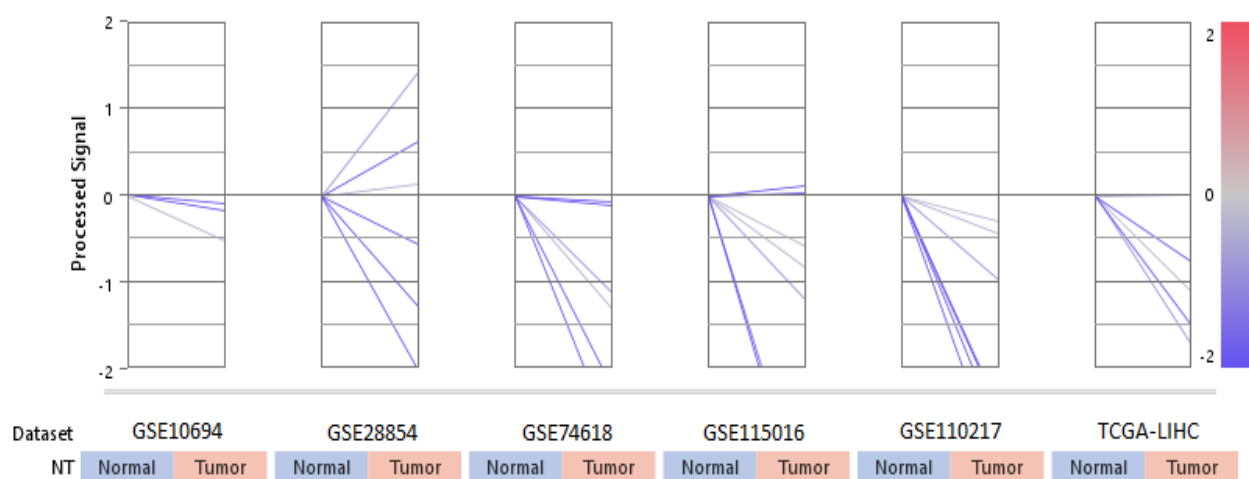 2
1
0
-1
-2
Processed Signal
2
0
-2
Dataset GSE10694 GSE28854 GSE74618 GSE115016 GSE110217 TCGA-LIHC
NT Normal Tumor Normal Tumor Normal Tumor Normal Tumor Normal Tumor Normal Tumor